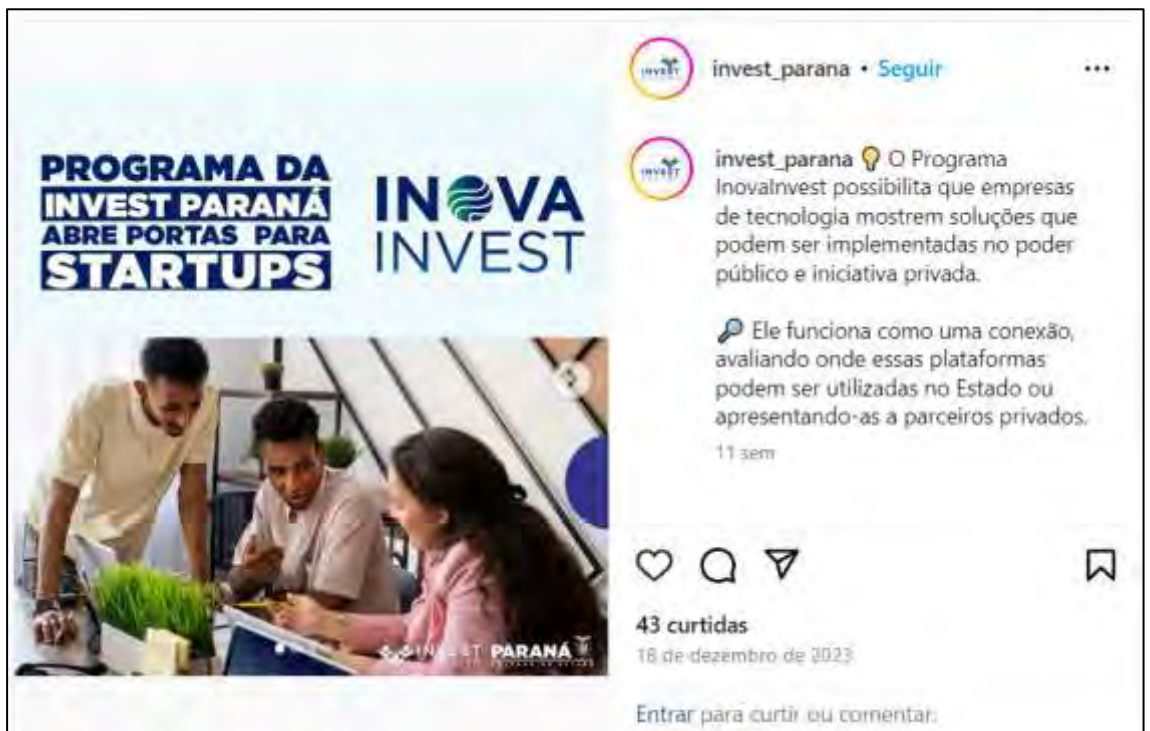 PROGRAMA DA
INVEST PARANÁ
ABRE PORTAS PARA
STARTUPS
INOVA
INVEST
INVEST PARANÁ
invest_parana • Seguir
invest_parana 💡 O Programa
InovaInvest possibilita que empresas
de tecnologia mostrem soluções que
podem ser implementadas no poder
público e iniciativa privada.
🔎 Ele funciona como uma conexão,
avaliando onde essas plataformas
podem ser utilizadas no Estado ou
apresentando-as a parceiros privados.
11 sem
43 curtidas
18 de dezembro de 2023
Entrar para curtir ou comentar.